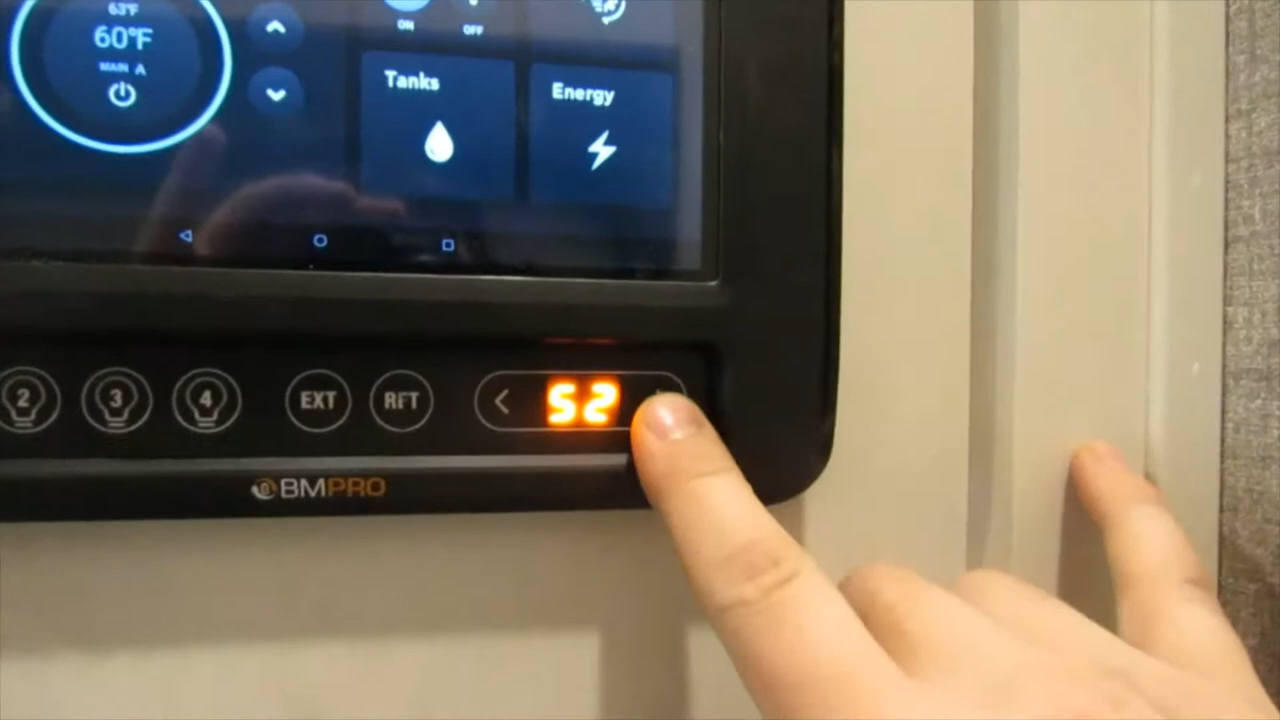 63°F
60°F
MAIN A
ON
OFF
Tanks
Energy
2
3
4
EXT
RFT
< 52
BMPRO